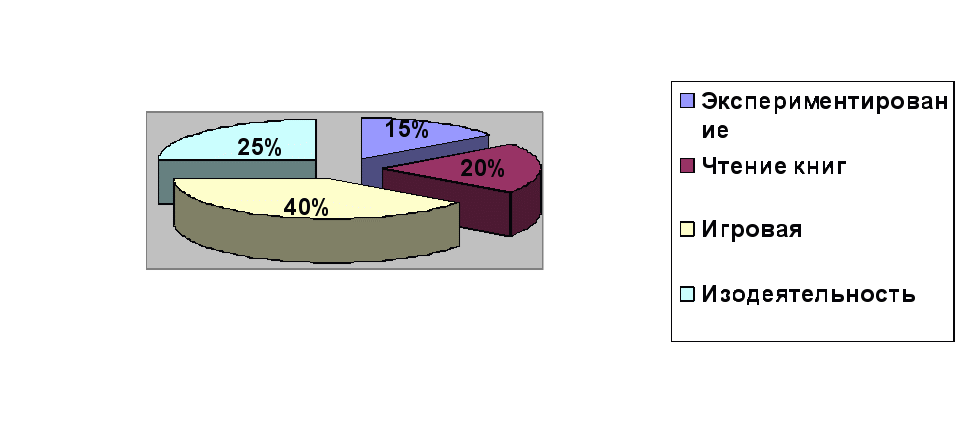 15%
20%
25%
40%
Экспериментирован
ие
Чтение книг
Игровая
Изодеятельность